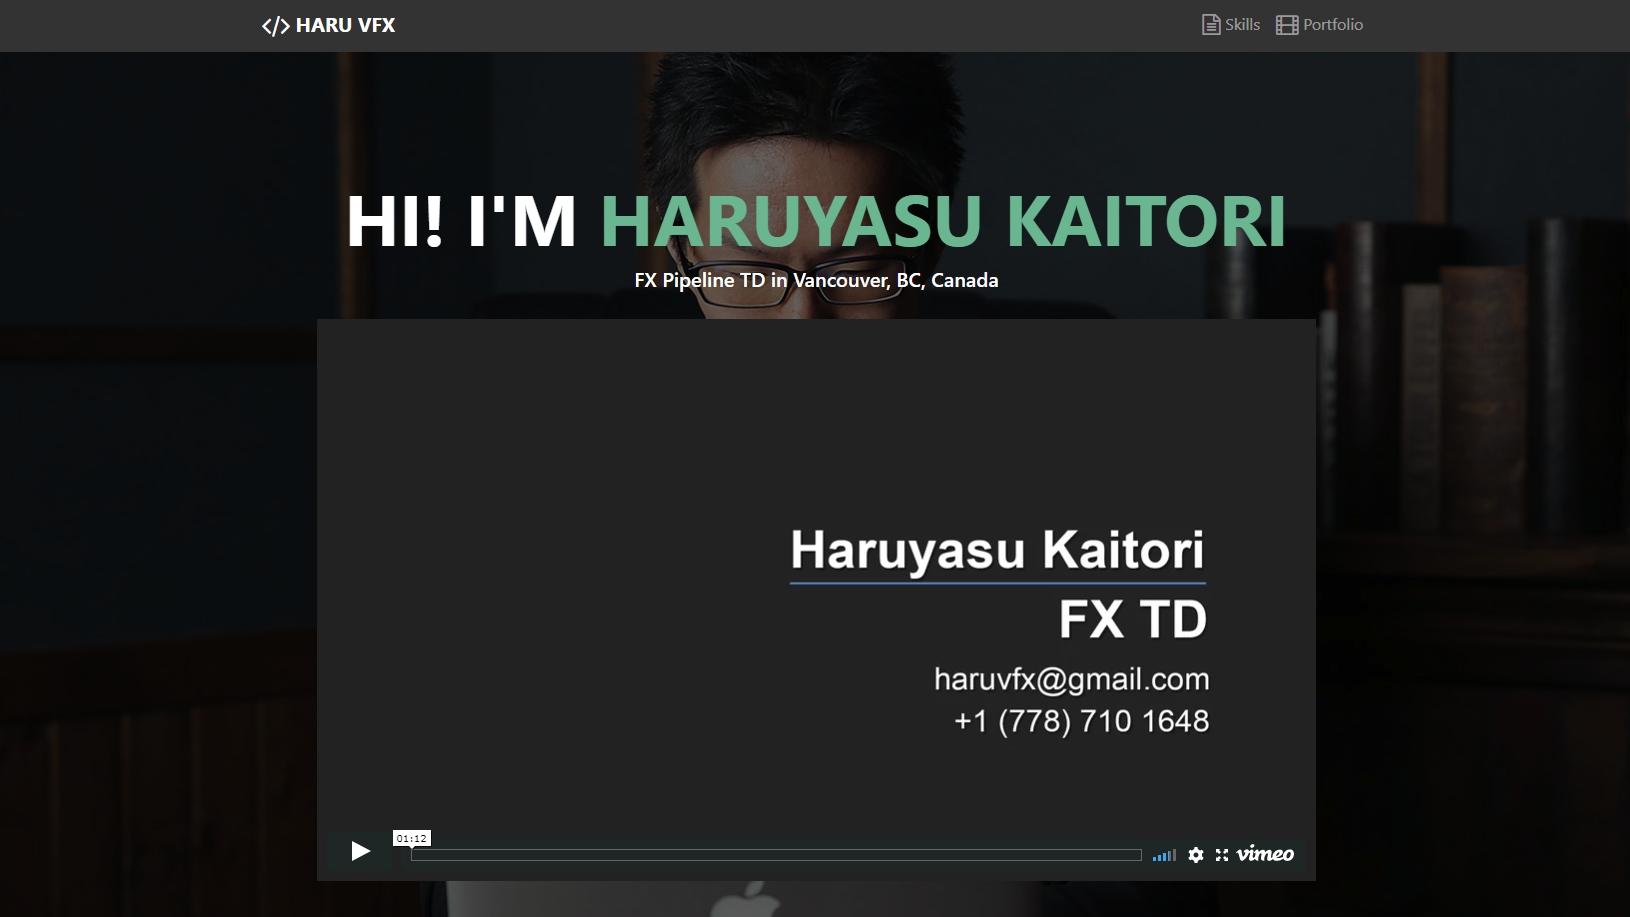 </> HARU VFX
Skills
Portfolio
HI! I'M HARUYASU KAITORI
FX Pipeline TD in Vancouver, BC, Canada
Haruyasu Kaitori
FX TD
haruvfx@gmail.com
+1 (778) 710 1648
01:12
vimeo